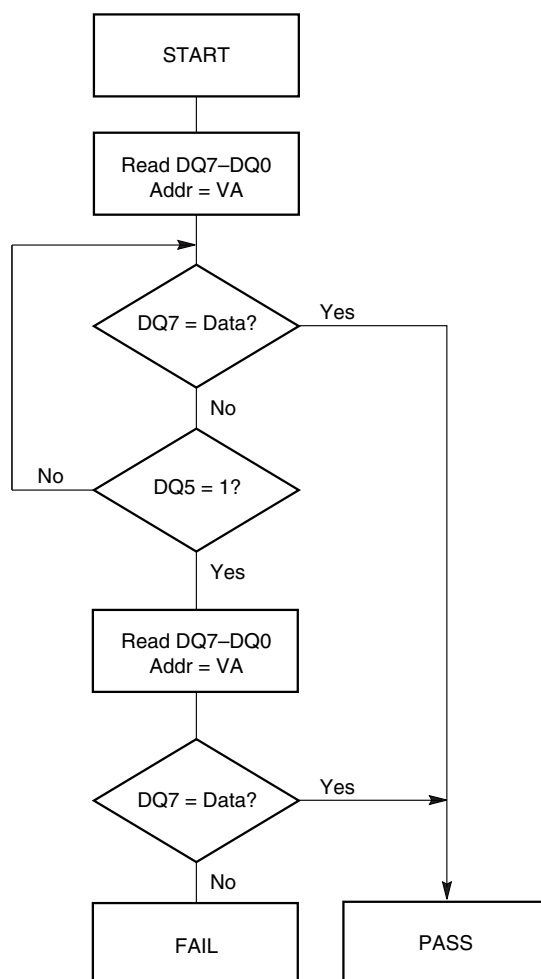 START
Read DQ7–DQ0
Addr = VA
DQ7 = Data?
Yes
No
No
DQ5 = 1?
Yes
Read DQ7–DQ0
Addr = VA
DQ7 = Data?
Yes
No
FAIL
PASS